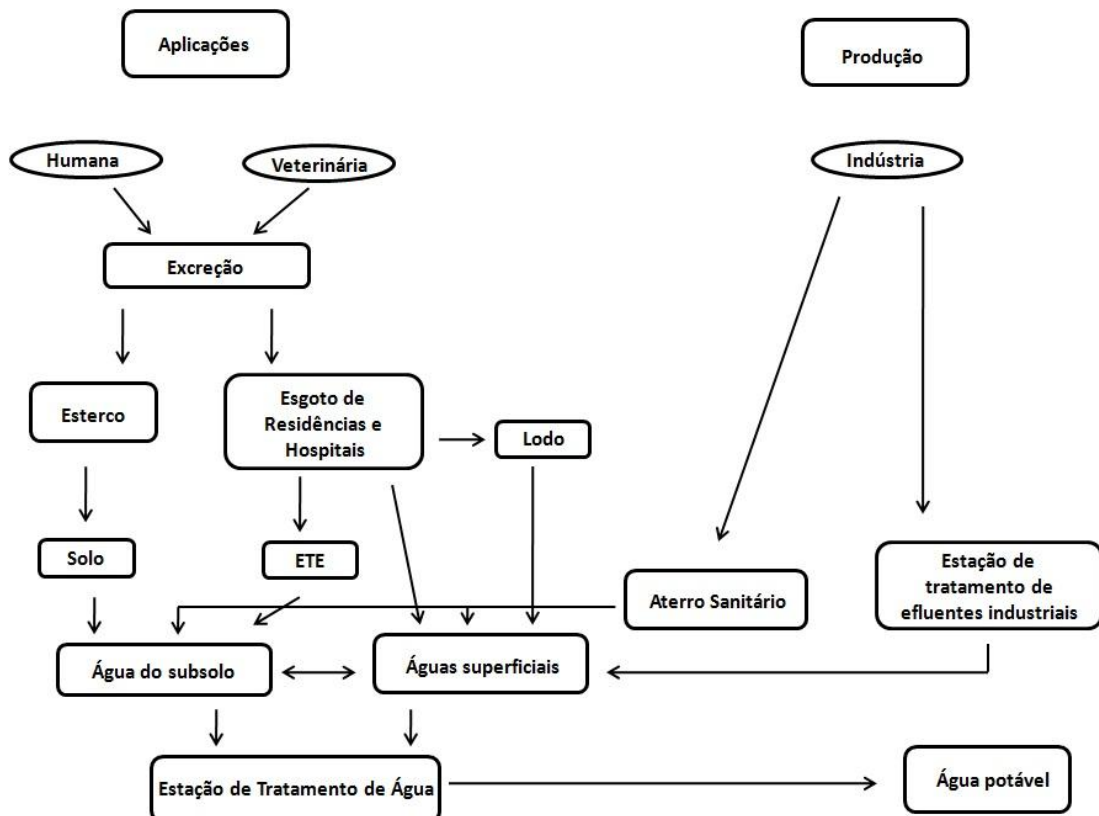 Aplicações
Produção
Humana
Veterinária
Indústria
Excreção
Esterco
Esgoto de
Residências e
Hospitais
Lodo
Solo
ETE
Aterro Sanitário
Estação de
tratamento de
efluentes industriais
Água do subsolo
Águas superficiais
Estação de Tratamento de Água
Água potável